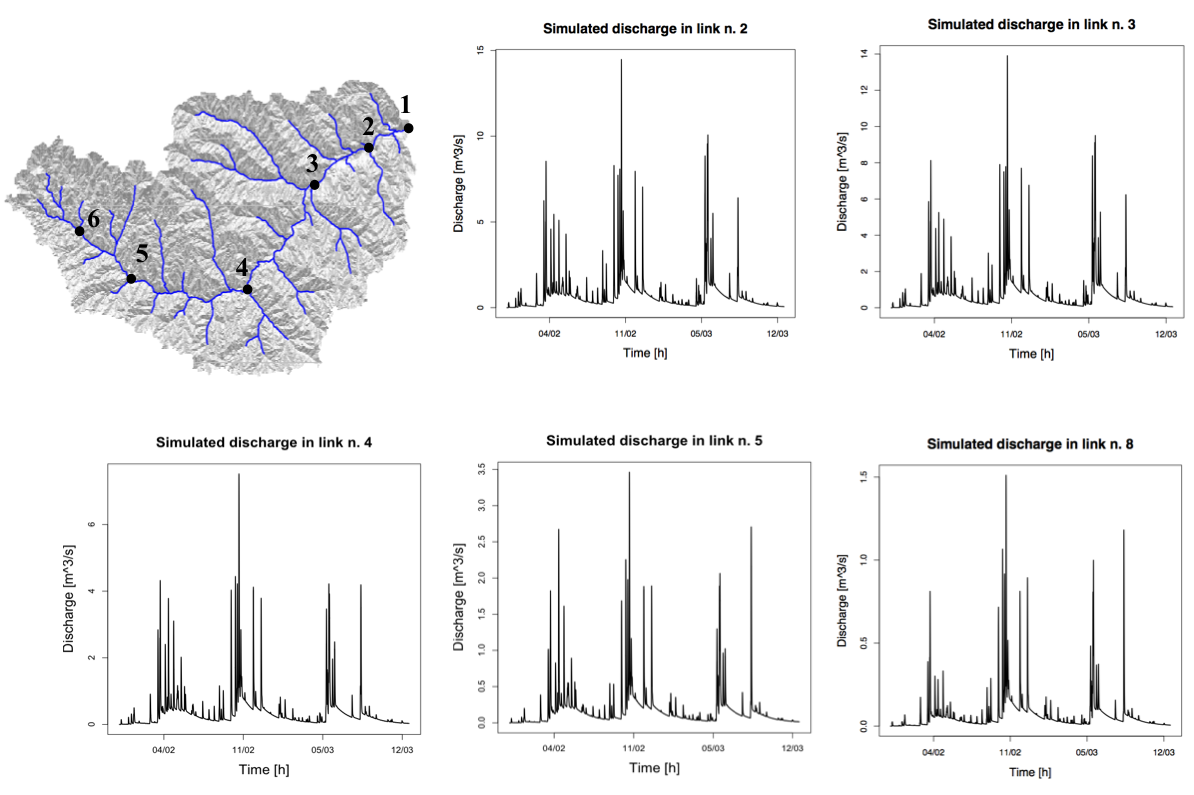 1
2
3
4
5
6
Simulated discharge in link n. 2
Discharge [m^3/s]
15
10
5
0
04/02 11/02 05/03 12/03
Time [h]
Simulated discharge in link n. 3
Discharge [m^3/s]
14
12
10
8
6
4
2
0
04/02 11/02 05/03 12/03
Time [h]
Simulated discharge in link n. 4
Discharge [m^3/s]
6
4
2
0
04/02 11/02 05/03 12/03
Time [h]
Simulated discharge in link n. 5
Discharge [m^3/s]
3.5
3.0
2.5
2.0
1.5
1.0
0.5
0.0
04/02 11/02 05/03 12/03
Time [h]
Simulated discharge in link n. 8
Discharge [m^3/s]
1.5
1.0
0.5
0.0
04/02 11/02 05/03 12/03
Time [h]